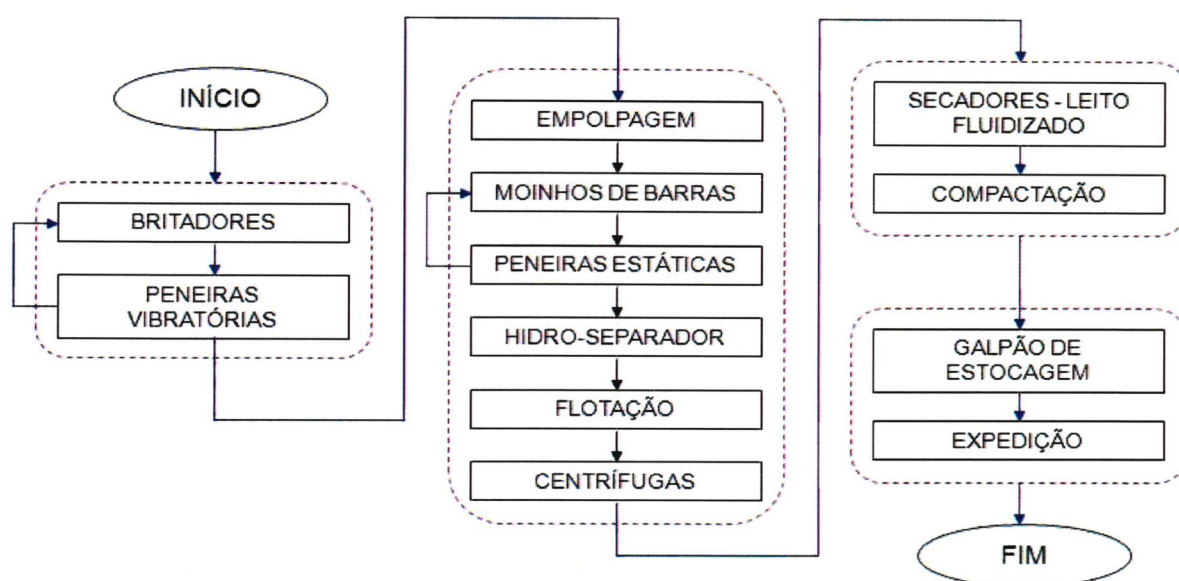 INÍCIO
BRITADORES
PENEIRAS
VIBRATÓRIAS
EMPOLPAGEM
MOINHOS DE BARRAS
PENEIRAS ESTÁTICAS
HIDRO-SEPARADOR
FLOTAÇÃO
CENTRÍFUGAS
SECADORES - LEITO
FLUIDIZADO
COMPACTAÇÃO
GALPÃO DE
ESTOCAGEM
EXPEDIÇÃO
FIM